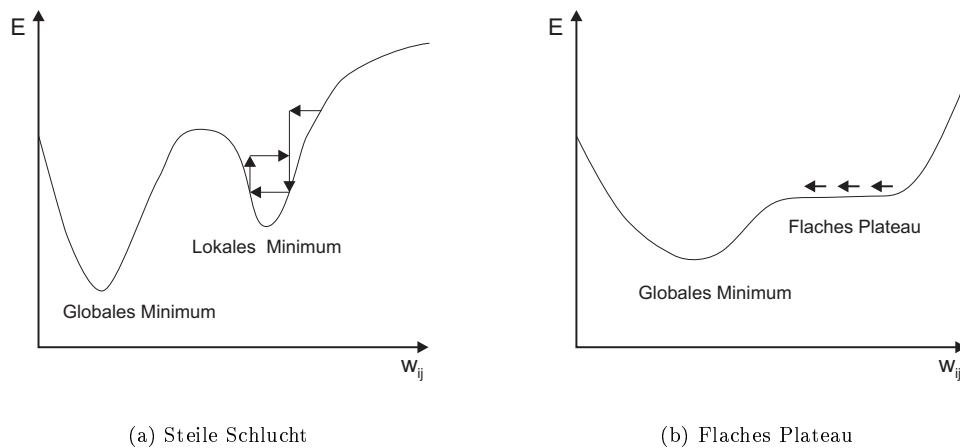 E
Lokales Minimum
Globales Minimum
w_ij
(a) Steile Schlucht
E
Flaches Plateau
Globales Minimum
w_ij
(b) Flaches Plateau